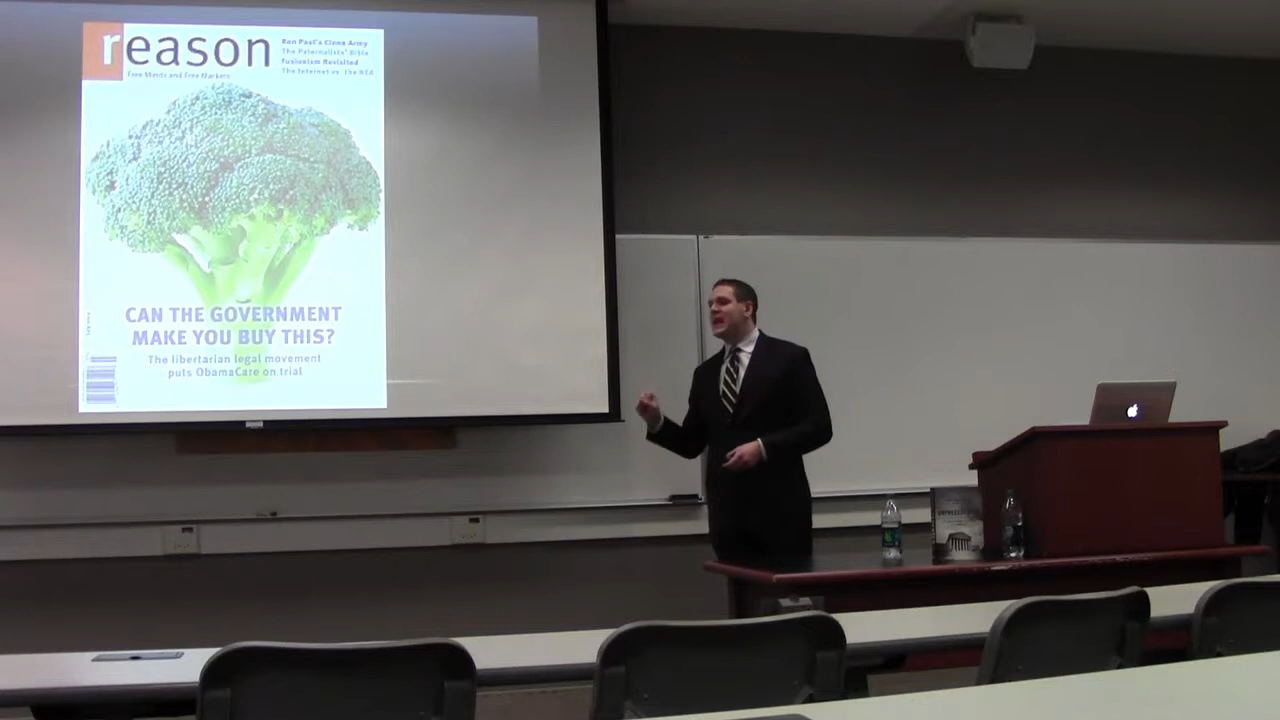 reason
Free Minds and Free Markets
Ron Paul's Clone Army
The Paternalists' Bible
Fusionism Revisited
The Internet vs. the NEA
CAN THE GOVERNMENT
MAKE YOU BUY THIS?
The libertarian legal movement
puts ObamaCare on trial